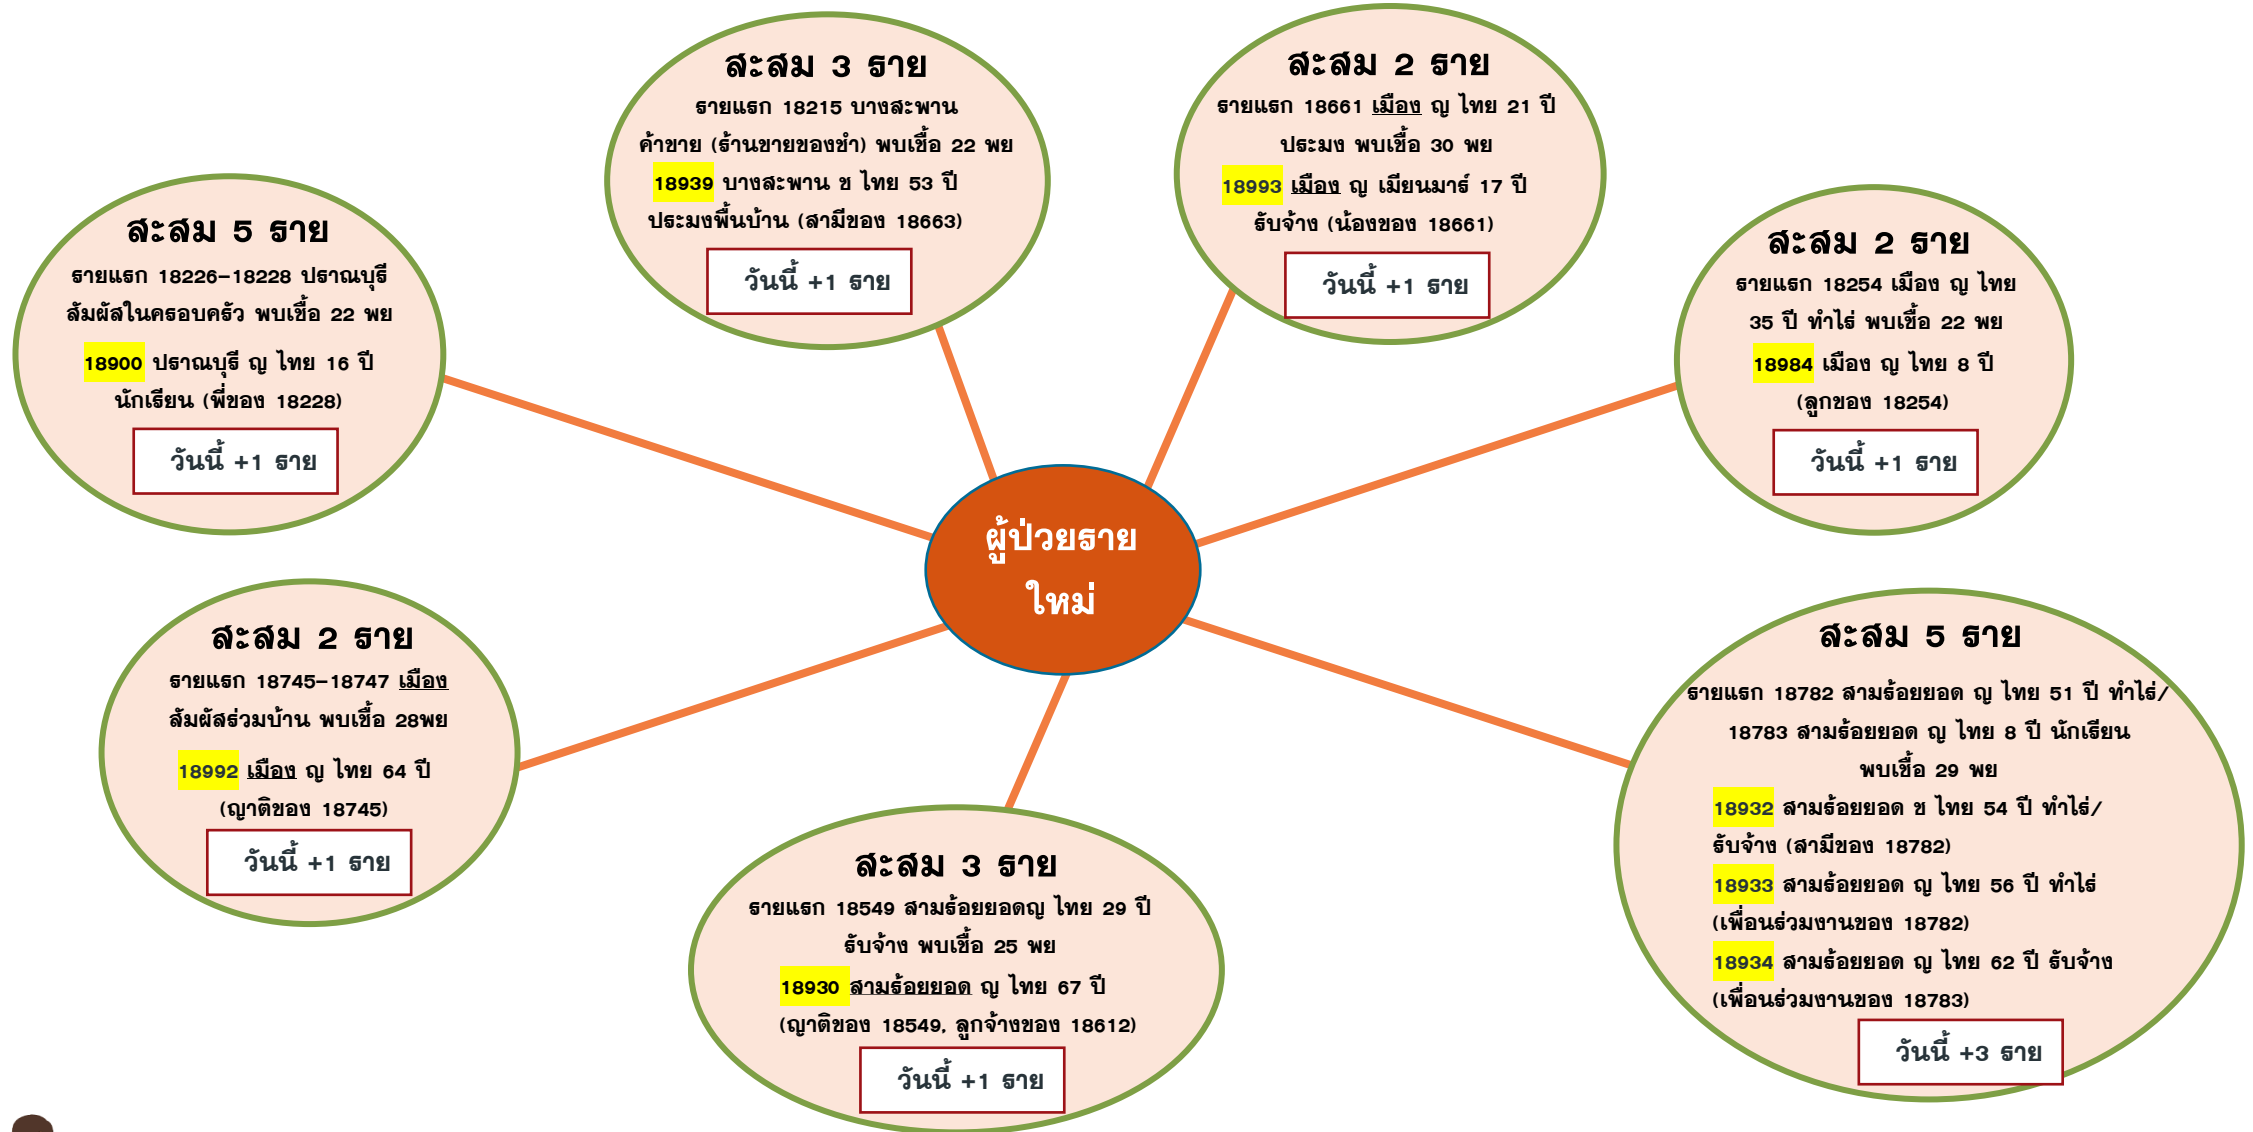 สะสม 3 ราย
รายแรก 18215 บางสะพาน
ค้าขาย (ร้านขายของชำ) พบเชื้อ 22 พย
18939 บางสะพาน ช ไทย 53 ปี
ประมงพื้นบ้าน (สามีของ 18663)
วันนี้ +1 ราย
สะสม 2 ราย
รายแรก 18661 เมือง ญ ไทย 21 ปี
ประมง พบเชื้อ 30 พย
18993 เมือง ญ เมียนมาร์ 17 ปี
รับจ้าง (น้องของ 18661)
วันนี้ +1 ราย
สะสม 5 ราย
รายแรก 18226-18228 ปราณบุรี
สัมผัสในครอบครัว พบเชื้อ 22 พย
18900 ปราณบุรี ญ ไทย 16 ปี
นักเรียน (พี่ของ 18228)
วันนี้ +1 ราย
สะสม 2 ราย
รายแรก 18254 เมือง ญ ไทย
35 ปี ทำไร่ พบเชื้อ 22 พย
18984 เมือง ญ ไทย 8 ปี
(ลูกของ 18254)
วันนี้ +1 ราย
ผู้ป่วยราย
ใหม่
สะสม 2 ราย
รายแรก 18745-18747 เมือง
สัมผัสร่วมบ้าน พบเชื้อ 28พย
18992 เมือง ญ ไทย 64 ปี
(ญาติของ 18745)
วันนี้ +1 ราย
สะสม 3 ราย
รายแรก 18549 สามร้อยยอดญ ไทย 29 ปี
รับจ้าง พบเชื้อ 25 พย
18930 สามร้อยยอด ญ ไทย 67 ปี
(ญาติของ 18549, ลูกจ้างของ 18612)
วันนี้ +1 ราย
สะสม 5 ราย
รายแรก 18782 สามร้อยยอด ญ ไทย 51 ปี ทำไร่/
18783 สามร้อยยอด ญ ไทย 8 ปี นักเรียน
พบเชื้อ 29 พย
18932 สามร้อยยอด ช ไทย 54 ปี ทำไร่/
รับจ้าง (สามีของ 18782)
18933 สามร้อยยอด ญ ไทย 56 ปี ทำไร่
(เพื่อนร่วมงานของ 18782)
18934 สามร้อยยอด ญ ไทย 62 ปี รับจ้าง
(เพื่อนร่วมงานของ 18783)
วันนี้ +3 ราย